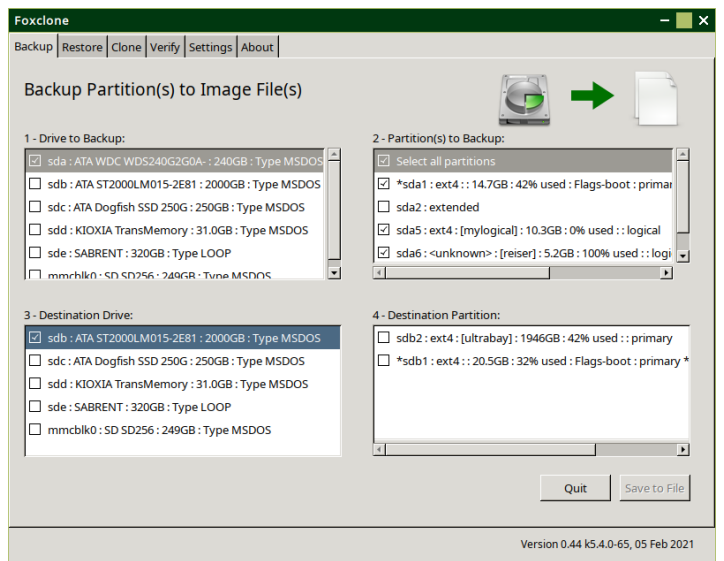 Foxclone
Backup Restore Clone Verify Settings About
Backup Partition(s) to Image File(s)
1 - Drive to Backup:
sda : ATA WDC WDS240G2G0A- : 240GB : Type MSDOS
sdb : ATA ST2000LM015-2E81 : 2000GB : Type MSDOS
sdc : ATA Dogfish SSD 250G : 250GB : Type MSDOS
sdd : KIOXIA TransMemory : 31.0GB : Type MSDOS
sde : SABRENT : 320GB : Type LOOP
mmcblk0 : SD SD256 : 249GB : Type MSDOS
2 - Partition(s) to Backup:
Select all partitions
*sda1 : ext4 : : 14.7GB : 42% used : Flags-boot : primar
sda2 : extended
sda5 : ext4 : [mylogical] : 10.3GB : 0% used : : logical
sda6 : <unknown> : [reiser] : 5.2GB : 100% used : : logi
3 - Destination Drive:
sdb : ATA ST2000LM015-2E81 : 2000GB : Type MSDOS
sdc : ATA Dogfish SSD 250G : 250GB : Type MSDOS
sdd : KIOXIA TransMemory : 31.0GB : Type MSDOS
sde : SABRENT : 320GB : Type LOOP
mmcblk0 : SD SD256 : 249GB : Type MSDOS
4 - Destination Partition:
sdb2 : ext4 : [ultrabay] : 1946GB : 42% used : : primary
*sdb1 : ext4 : : 20.5GB : 32% used : Flags-boot : primary *
Quit
Save to File
Version 0.44 k5.4.0-65, 05 Feb 2021